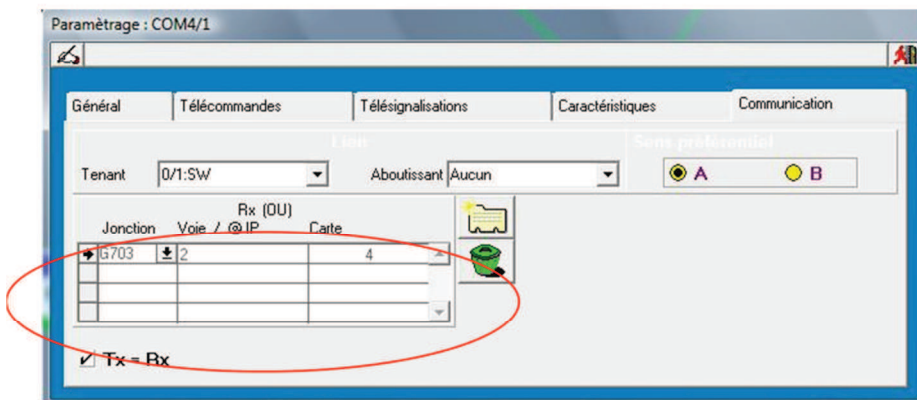 Paramètrage : COM4/1
Général Télécommandes Télésignalisations Caractéristiques Communication
Lien Sens préférentiel
Tenant 0/1:SW Aboutissant Aucun A B
Rx (OU)
Jonction Voie / @IP Carte
G703 2 4
Tx = Rx